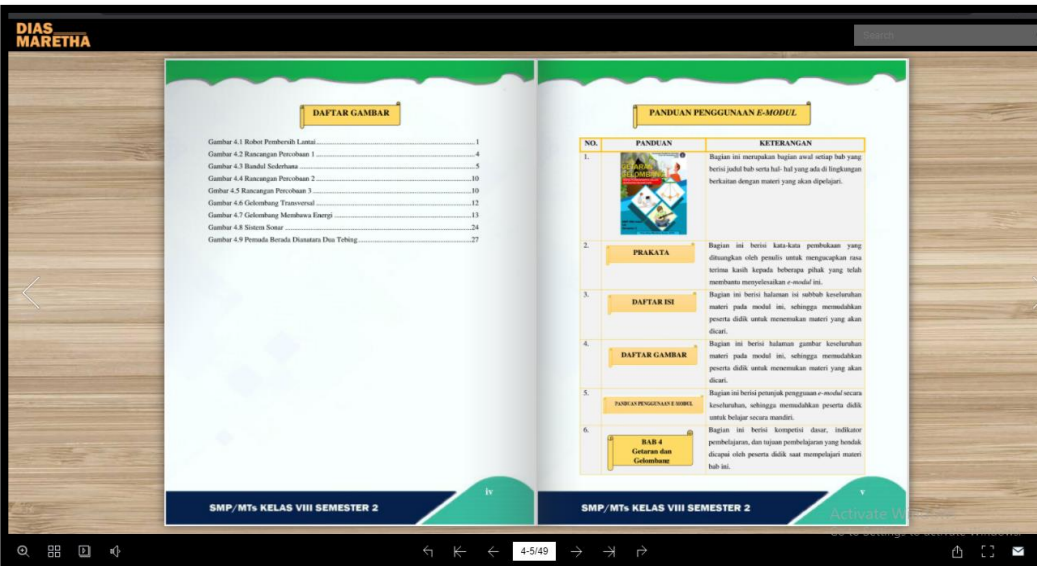 DIAS
MARETHA
Search
DAFTAR GAMBAR
Gambar 4.1 Robot Pembersih Lantai 1
Gambar 4.2 Rancangan Percobaan 1 4
Gambar 4.3 Bandul Sederhana 5
Gambar 4.4 Rancangan Percobaan 2 10
Gmbar 4.5 Rancangan Percobaan 3 10
Gambar 4.6 Gelombang Transversal 12
Gambar 4.7 Gelombang Membawa Energi 13
Gambar 4.8 Sistem Sonar 24
Gambar 4.9 Pemuda Berada Dianatara Dua Tebing 27
SMP/MTs KELAS VIII SEMESTER 2
iv
PANDUAN PENGGUNAAN E-MODUL
NO. PANDUAN KETERANGAN
1.
GETARAN
GELOMBANG
Bagian ini merupakan bagian awal setiap bab yang
berisi judul bab serta hal- hal yang ada di lingkungan
berkaitan dengan materi yang akan dipelajari.
2.
PRAKATA
Bagian ini berisi kata-kata pembukaan yang
dituangkan oleh penulis untuk mengucapkan rasa
terima kasih kepada beberapa pihak yang telah
membantu menyelesaikan e-modul ini.
3.
DAFTAR ISI
Bagian ini berisi halaman isi subbab keseluruhan
materi pada modul ini, sehingga memudahkan
peserta didik untuk menemukan materi yang akan
dicari.
4.
DAFTAR GAMBAR
Bagian ini berisi halaman gambar keseluruhan
materi pada modul ini, sehingga memudahkan
peserta didik untuk menemukan materi yang akan
dicari.
5.
PANDUAN PENGGUNAAN E-MODUL
Bagian ini berisi petunjuk penggunaan e-modul secara
keseluruhan, sehingga memudahkan peserta didik
untuk belajar secara mandiri.
6.
BAB 4
Getaran dan
Gelombang
Bagian ini berisi kompetisi dasar, indikator
pembelajaran, dan tujuan pembelajaran yang hendak
dicapai oleh peserta didik saat mempelajari materi
bab ini.
SMP/MTs KELAS VIII SEMESTER 2
v
Activate W
Go to Settings to activate Windows.
4-5/49